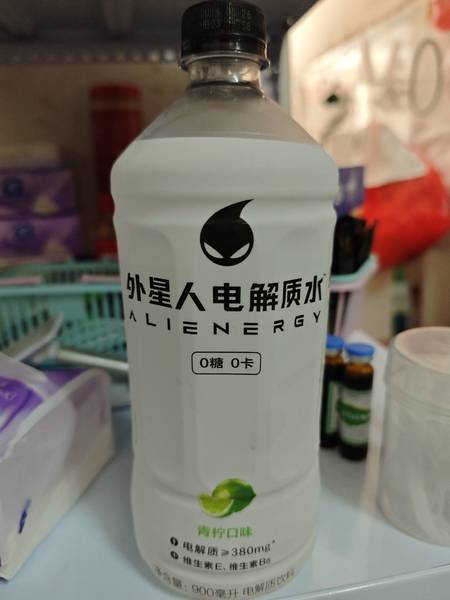 外星人电解质水
ALIENERGY
0糖 0卡
青柠口味
电解质≥380mg*
维生素E、维生素B6
净含量：900毫升 电解质饮料